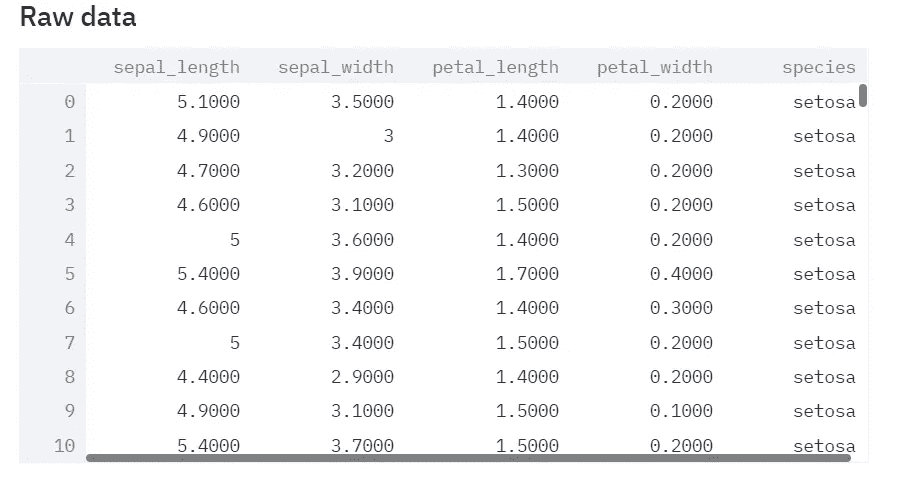 Raw data
sepal_length sepal_width petal_length petal_width species
0 5.1000 3.5000 1.4000 0.2000 setosa
1 4.9000 3 1.4000 0.2000 setosa
2 4.7000 3.2000 1.3000 0.2000 setosa
3 4.6000 3.1000 1.5000 0.2000 setosa
4 5 3.6000 1.4000 0.2000 setosa
5 5.4000 3.9000 1.7000 0.4000 setosa
6 4.6000 3.4000 1.4000 0.3000 setosa
7 5 3.4000 1.5000 0.2000 setosa
8 4.4000 2.9000 1.4000 0.2000 setosa
9 4.9000 3.1000 1.5000 0.1000 setosa
10 5.4000 3.7000 1.5000 0.2000 setosa